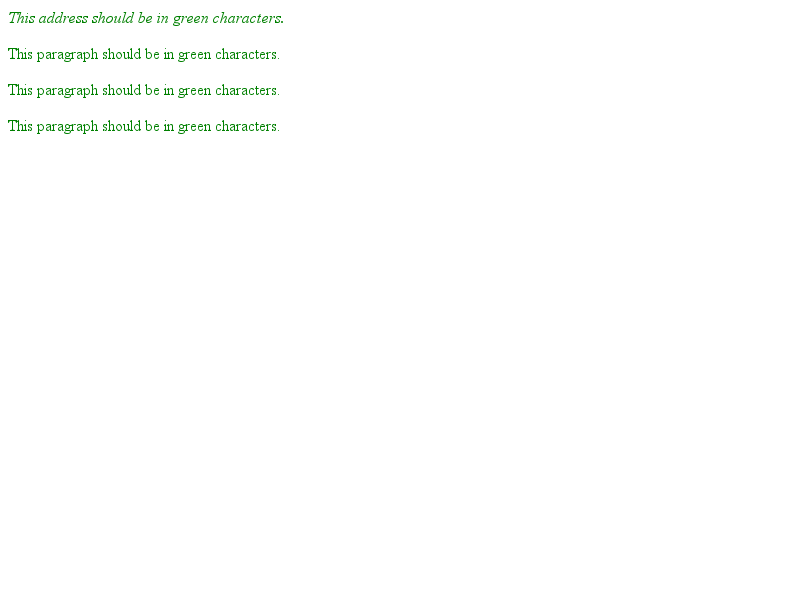 This address should be in green characters.
This paragraph should be in green characters.
This paragraph should be in green characters.
This paragraph should be in green characters.